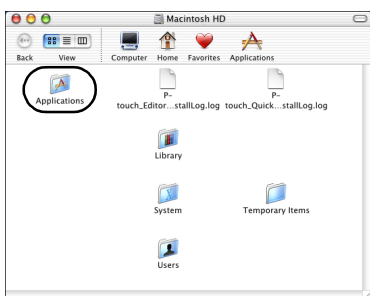 Macintosh HD
Back View Computer Home Favorites Applications
Applications
P-
touch_Editor...stallLog.log
P-
touch_Quick...stallLog.log
Library
System
Temporary Items
Users